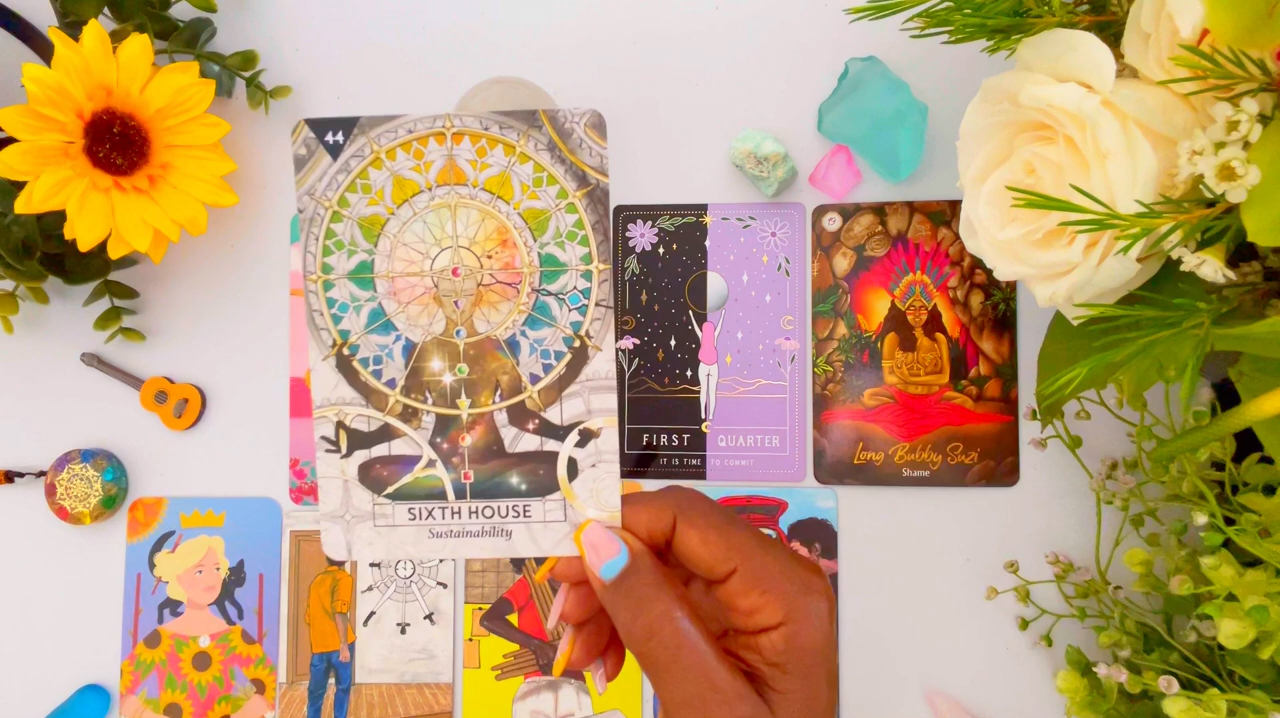 44
SIXTH HOUSE
Sustainability
FIRST QUARTER
IT IS TIME TO COMMIT
Long Bubby Suzi
Shame